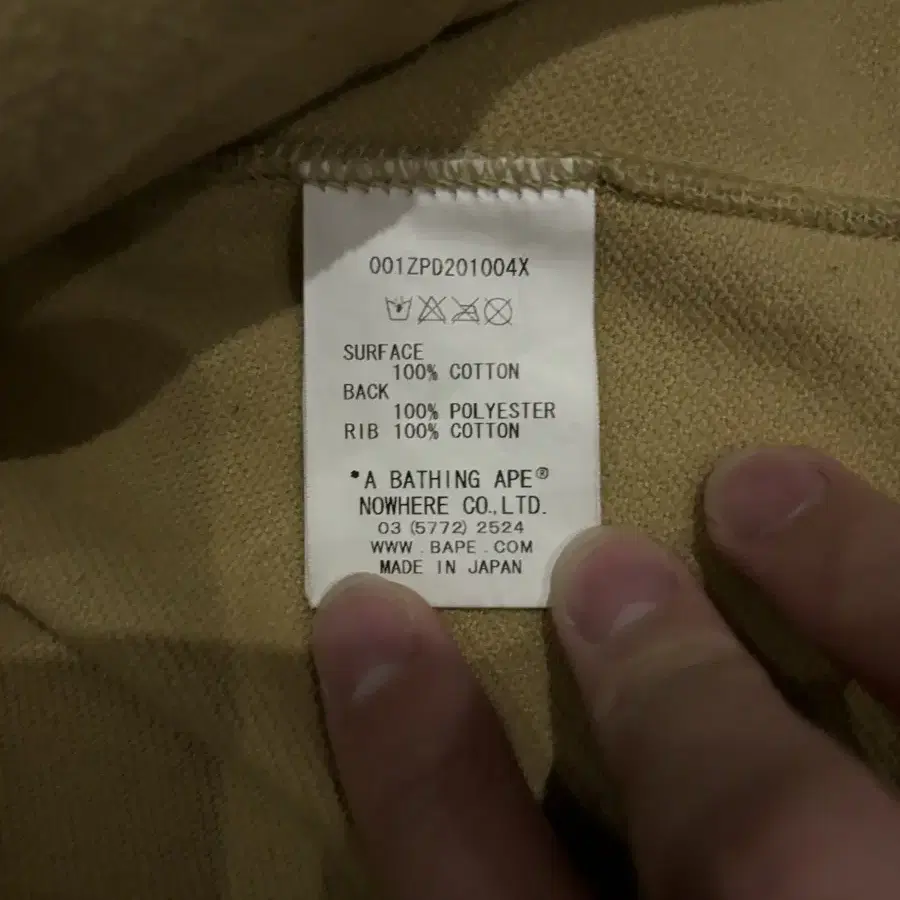 001ZPD201004X
SURFACE
100% COTTON
BACK
100% POLYESTER
RIB 100% COTTON
*A BATHING APE®
NOWHERE CO.,LTD.
03 (5772) 2524
WWW . BAPE . COM
MADE IN JAPAN